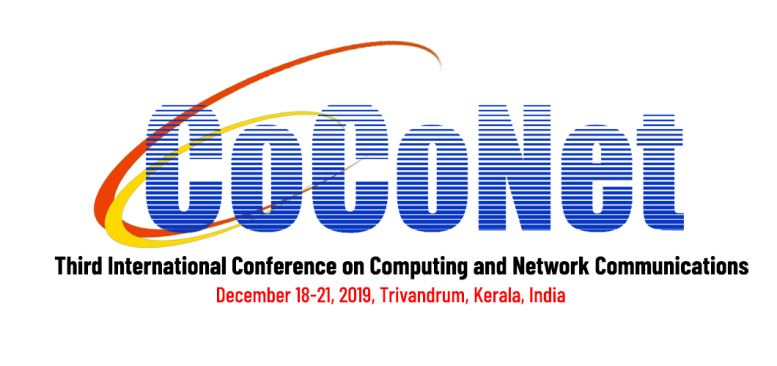 CoCoNet
Third International Conference on Computing and Network Communications
December 18-21, 2019, Trivandrum, Kerala, India